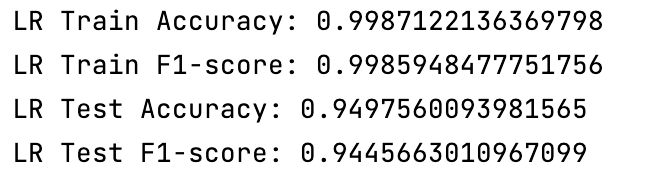 LR Train Accuracy: 0.9987122136369798
LR Train F1-score: 0.9985948477751756
LR Test Accuracy: 0.9497560093981565
LR Test F1-score: 0.9445663010967099